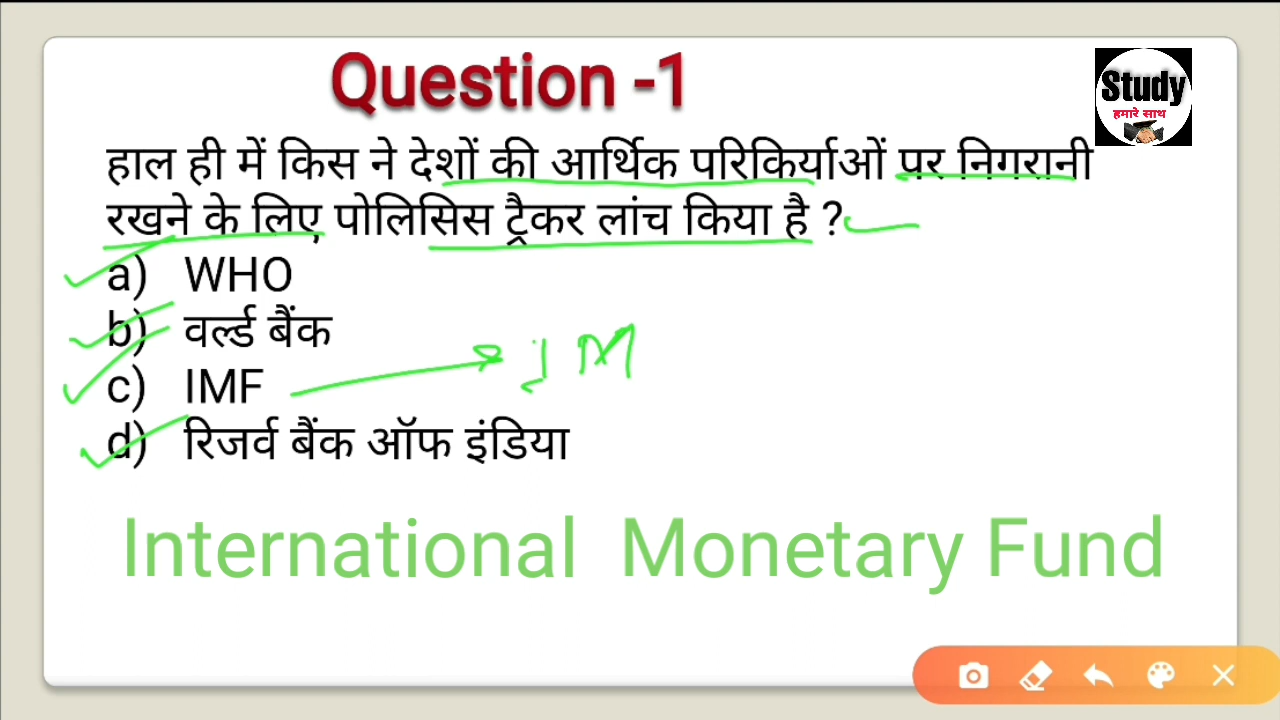 Question -1
Study
हमारे साथ
हाल ही में किस ने देशों की आर्थिक परिकिर्याओं पर निगरानी
रखने के लिए पोलिसिस ट्रैकर लांच किया है ?
a) WHO
b) वर्ल्ड बैंक
c) IMF
I M
d) रिजर्व बैंक ऑफ इंडिया
International Monetary Fund